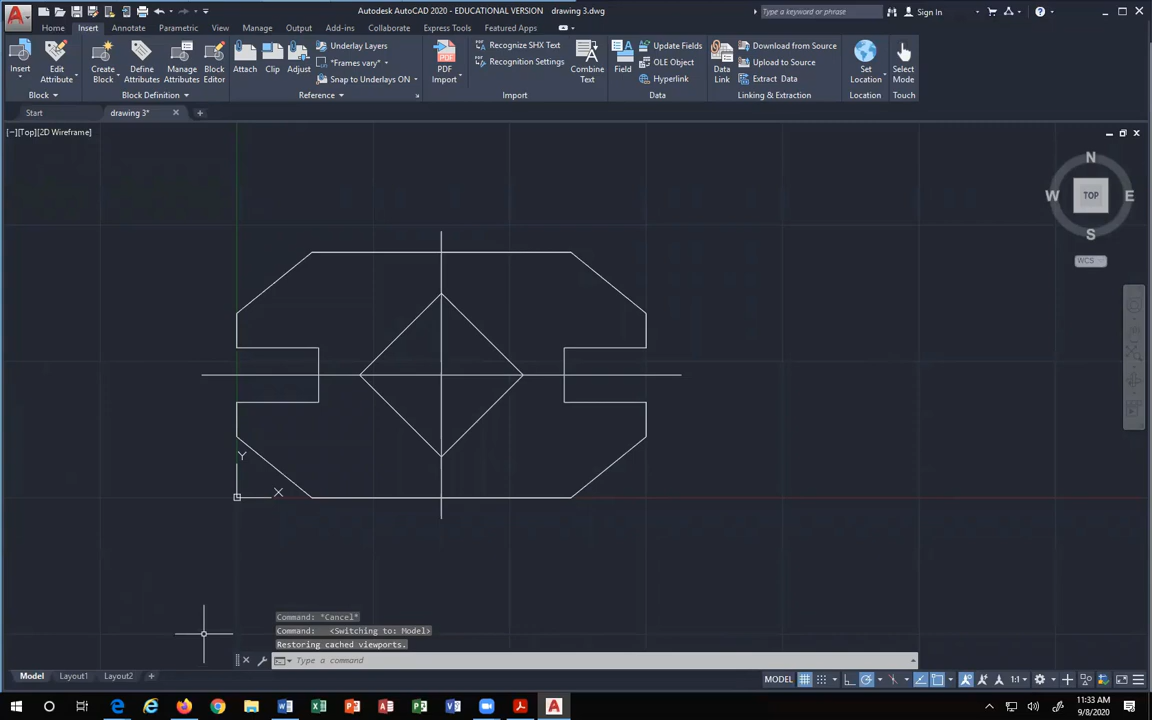 Autodesk AutoCAD 2020 - EDUCATIONAL VERSION drawing 3.dwg
Type a keyword or phrase
Sign In
Home Insert Annotate Parametric View Manage Output Add-ins Collaborate Express Tools Featured Apps
Insert
Edit Attribute
Create Block
Define Attributes
Manage Attributes
Block Editor
Attach
Clip
Adjust
Underlay Layers
*Frames vary*
Snap to Underlays ON
PDF Import
Recognize SHX Text
Recognition Settings
Combine Text
Field
Update Fields
OLE Object
Hyperlink
Data Link
Download from Source
Upload to Source
Extract Data
Set Location
Select Mode
Block
Block Definition
Reference
Import
Data
Linking & Extraction
Location
Touch
Start
drawing 3*
[−][Top][2D Wireframe]
N
W
TOP
E
S
WCS
Y
X
Command: *Cancel*
Command: <Switching to: Model>
Restoring cached viewports.
Type a command
Model Layout1 Layout2
MODEL
1:1
11:33 AM
9/8/2020